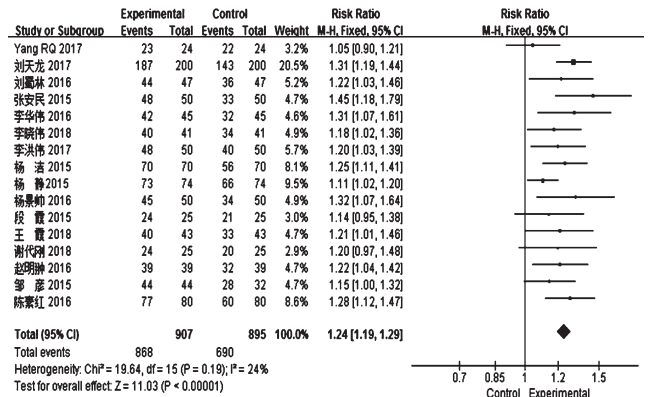 Experimental Control Risk Ratio Risk Ratio
Study or Subgroup Events Total Events Total Weight M-H, Fixed, 95% CI M-H, Fixed, 95% CI
Yang RQ 2017 23 24 22 24 3.2% 1.05 [0.90, 1.21]
刘天龙 2017 187 200 143 200 20.5% 1.31 [1.19, 1.44]
刘蜀林 2016 44 47 36 47 5.2% 1.22 [1.03, 1.46]
张安民 2015 48 50 33 50 4.7% 1.45 [1.18, 1.79]
李华伟 2016 42 45 32 45 4.6% 1.31 [1.07, 1.61]
李晓伟 2018 40 41 34 41 4.9% 1.18 [1.02, 1.36]
李洪伟 2017 48 50 40 50 5.7% 1.20 [1.03, 1.39]
杨 洁 2015 70 70 56 70 8.1% 1.25 [1.11, 1.41]
杨 静2015 73 74 66 74 9.4% 1.11 [1.02, 1.20]
杨景帅 2016 45 50 34 50 4.9% 1.32 [1.07, 1.64]
段 霞 2015 24 25 21 25 3.0% 1.14 [0.95, 1.38]
王 霞 2018 40 43 33 43 4.7% 1.21 [1.01, 1.46]
谢代刚 2018 24 25 20 25 2.9% 1.20 [0.97, 1.48]
赵明翀 2016 39 39 32 39 4.7% 1.22 [1.04, 1.42]
邹 彦 2015 44 44 28 32 4.7% 1.15 [1.00, 1.32]
陈素红 2016 77 80 60 80 8.6% 1.28 [1.12, 1.47]
Total (95% CI) 907 895 100.0% 1.24 [1.19, 1.29]
Total events 868 690
Heterogeneity: Chi² = 19.64, df = 15 (P = 0.19); I² = 24%
Test for overall effect: Z = 11.03 (P < 0.00001)
0.7 0.85 1 1.2 1.5
Control Experimental